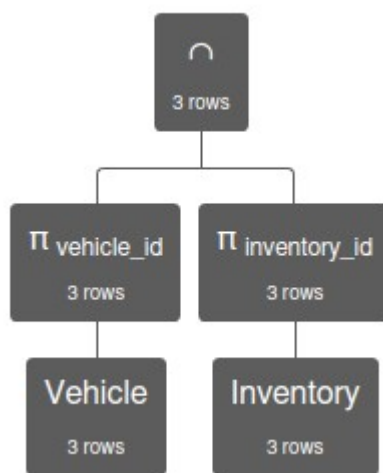 ∩
3 rows
π vehicle_id
3 rows
π inventory_id
3 rows
Vehicle
3 rows
Inventory
3 rows